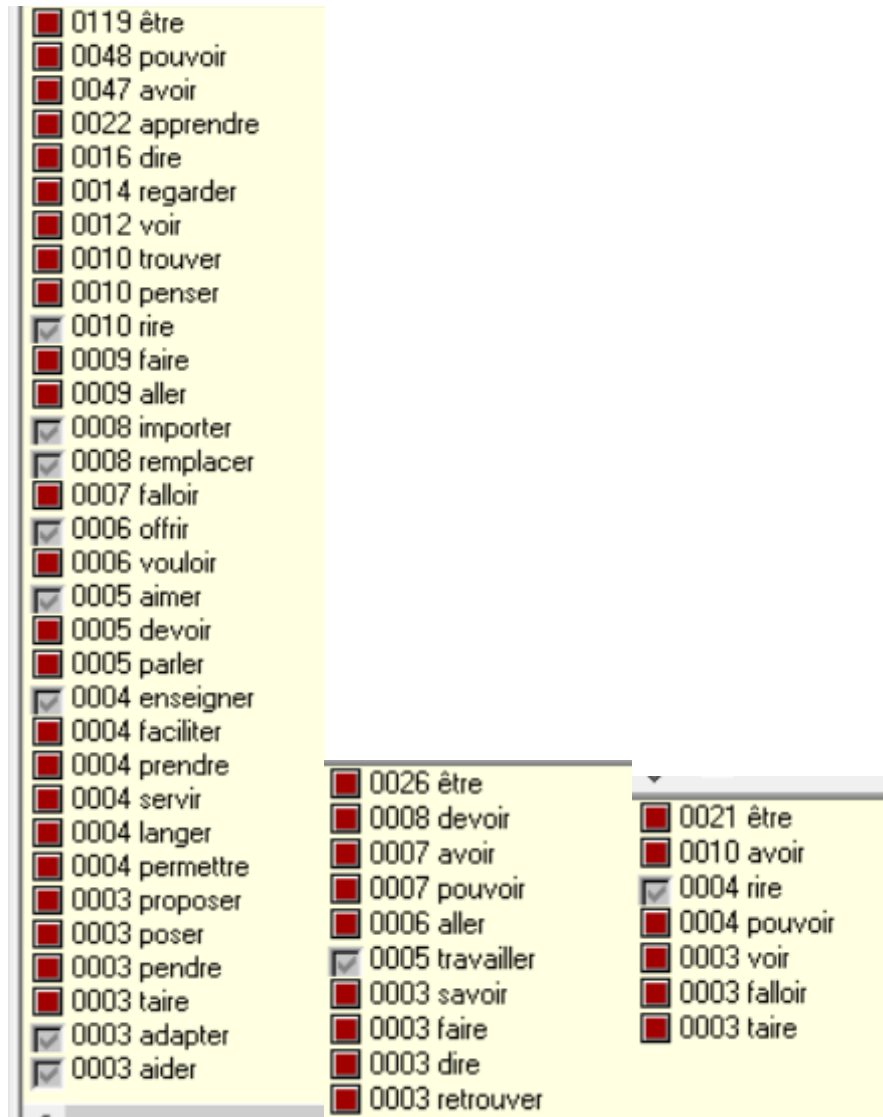 0119 être
0048 pouvoir
0047 avoir
0022 apprendre
0016 dire
0014 regarder
0012 voir
0010 trouver
0010 penser
0010 rire
0009 faire
0009 aller
0008 importer
0008 remplacer
0007 falloir
0006 offrir
0006 vouloir
0005 aimer
0005 devoir
0005 parler
0004 enseigner
0004 faciliter
0004 prendre
0004 servir
0004 langer
0004 permettre
0003 proposer
0003 poser
0003 pendre
0003 taire
0003 adapter
0003 aider
0026 être
0008 devoir
0007 avoir
0007 pouvoir
0006 aller
0005 travailler
0003 savoir
0003 faire
0003 dire
0003 retrouver
0021 être
0010 avoir
0004 rire
0004 pouvoir
0003 voir
0003 falloir
0003 taire